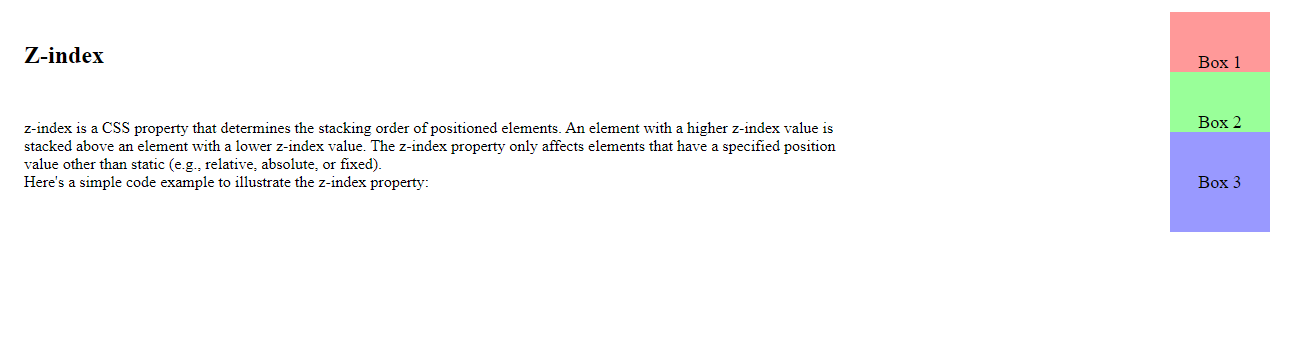 Z-index
z-index is a CSS property that determines the stacking order of positioned elements. An element with a higher z-index value is
stacked above an element with a lower z-index value. The z-index property only affects elements that have a specified position
value other than static (e.g., relative, absolute, or fixed).
Here's a simple code example to illustrate the z-index property:
Box 1
Box 2
Box 3